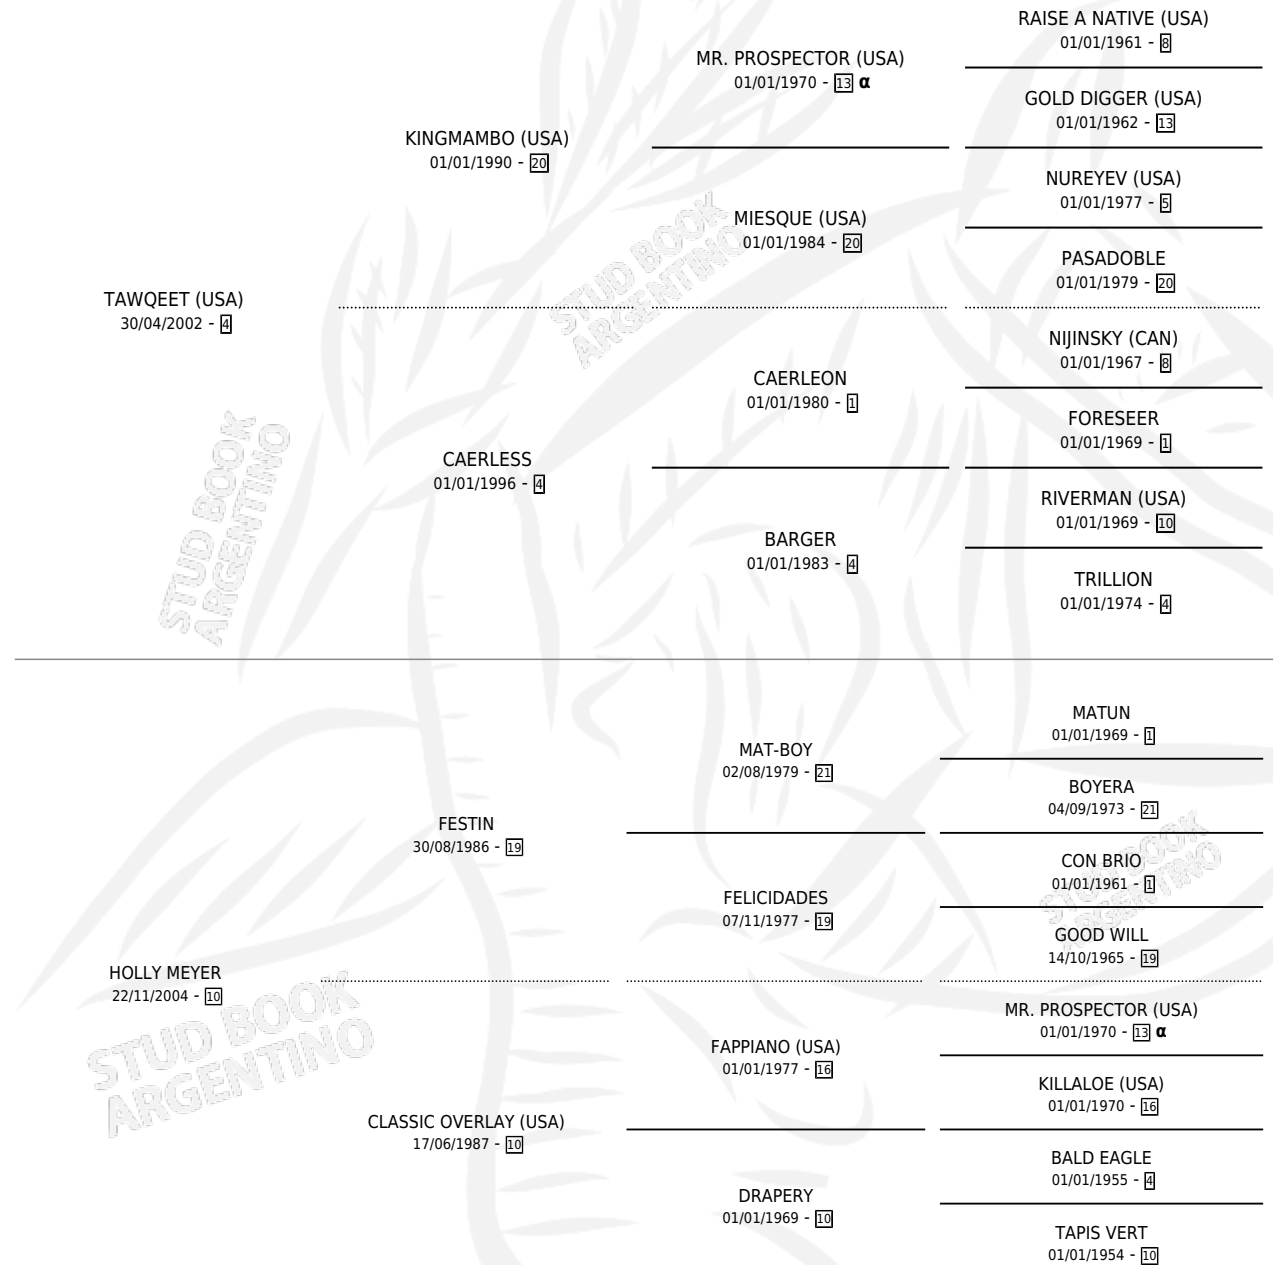 RAISE A NATIVE (USA)
01/01/1961 - 8
MR. PROSPECTOR (USA)
01/01/1970 - 13 α
GOLD DIGGER (USA)
01/01/1962 - 13
KINGMAMBO (USA)
01/01/1990 - 20
NUREYEV (USA)
01/01/1977 - 5
MIESQUE (USA)
01/01/1984 - 20
PASADOBLE
01/01/1979 - 20
TAWQEET (USA)
30/04/2002 - 4
NIJINSKY (CAN)
01/01/1967 - 8
CAERLEON
01/01/1980 - 1
FORESEER
01/01/1969 - 1
CAERLESS
01/01/1996 - 4
RIVERMAN (USA)
01/01/1969 - 10
BARGER
01/01/1983 - 4
TRILLION
01/01/1974 - 4
MATUN
01/01/1969 - 1
MAT-BOY
02/08/1979 - 21
BOYERA
04/09/1973 - 21
FESTIN
30/08/1986 - 19
CON BRIO
01/01/1961 - 1
FELICIDADES
07/11/1977 - 19
GOOD WILL
14/10/1965 - 19
HOLLY MEYER
22/11/2004 - 10
MR. PROSPECTOR (USA)
01/01/1970 - 13 α
FAPPIANO (USA)
01/01/1977 - 16
KILLALOE (USA)
01/01/1970 - 16
CLASSIC OVERLAY (USA)
17/06/1987 - 10
BALD EAGLE
01/01/1955 - 4
DRAPERY
01/01/1969 - 10
TAPIS VERT
01/01/1954 - 10
STUD BOOK
ARGENTINO
STUD BOOK
ARGENTINO
STUD BOOK
ARGENTINO
STUD BOOK
ARGENTINO